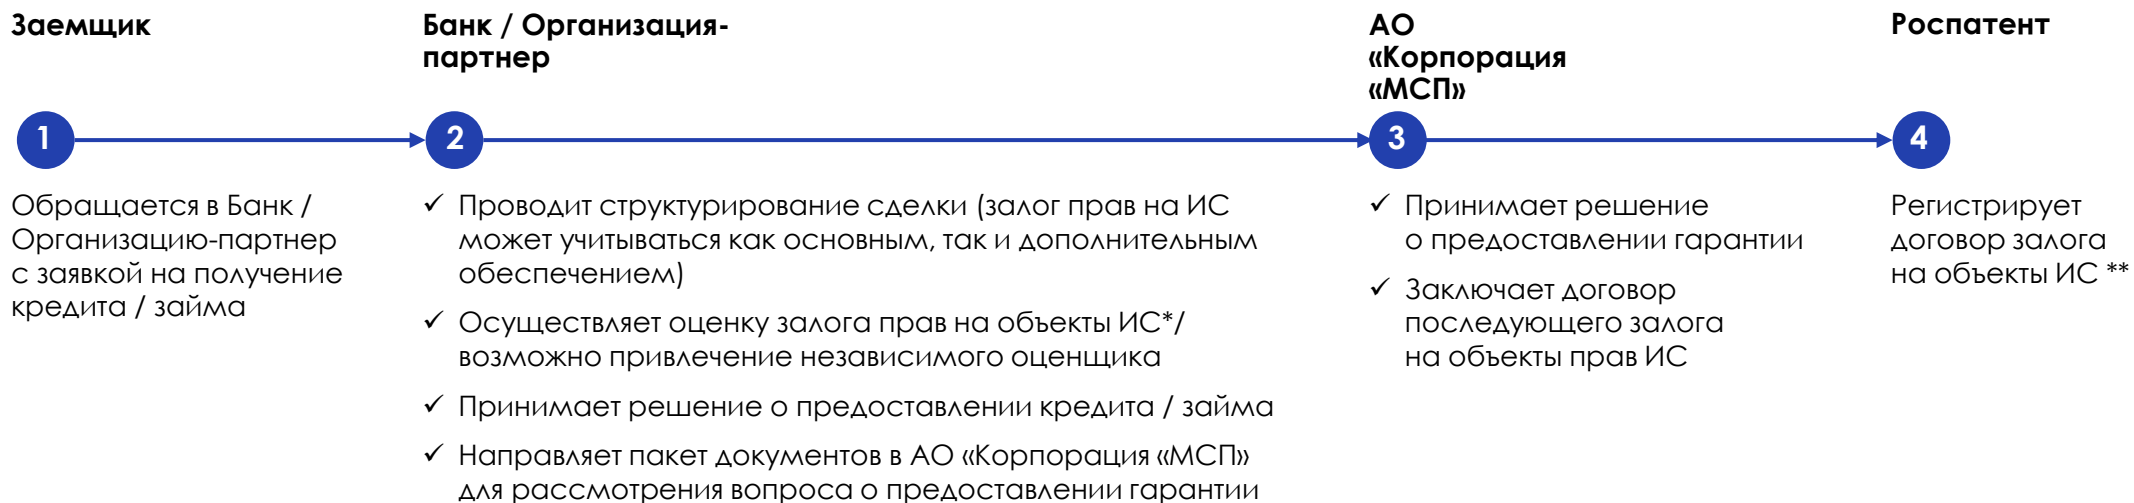 Заемщик
Банк / Организация-
партнер
АО
«Корпорация
«МСП»
Роспатент
1
2
3
4
Обращается в Банк /
Организацию-партнер
с заявкой на получение
кредита / займа
✓ Проводит структурирование сделки (залог прав на ИС
может учитываться как основным, так и дополнительным
обеспечением)
✓ Осуществляет оценку залога прав на объекты ИС*/
возможно привлечение независимого оценщика
✓ Принимает решение о предоставлении кредита / займа
✓ Направляет пакет документов в АО «Корпорация «МСП»
для рассмотрения вопроса о предоставлении гарантии
✓ Принимает решение
о предоставлении гарантии
✓ Заключает договор
последующего залога
на объекты прав ИС
Регистрирует
договор залога
на объекты ИС **